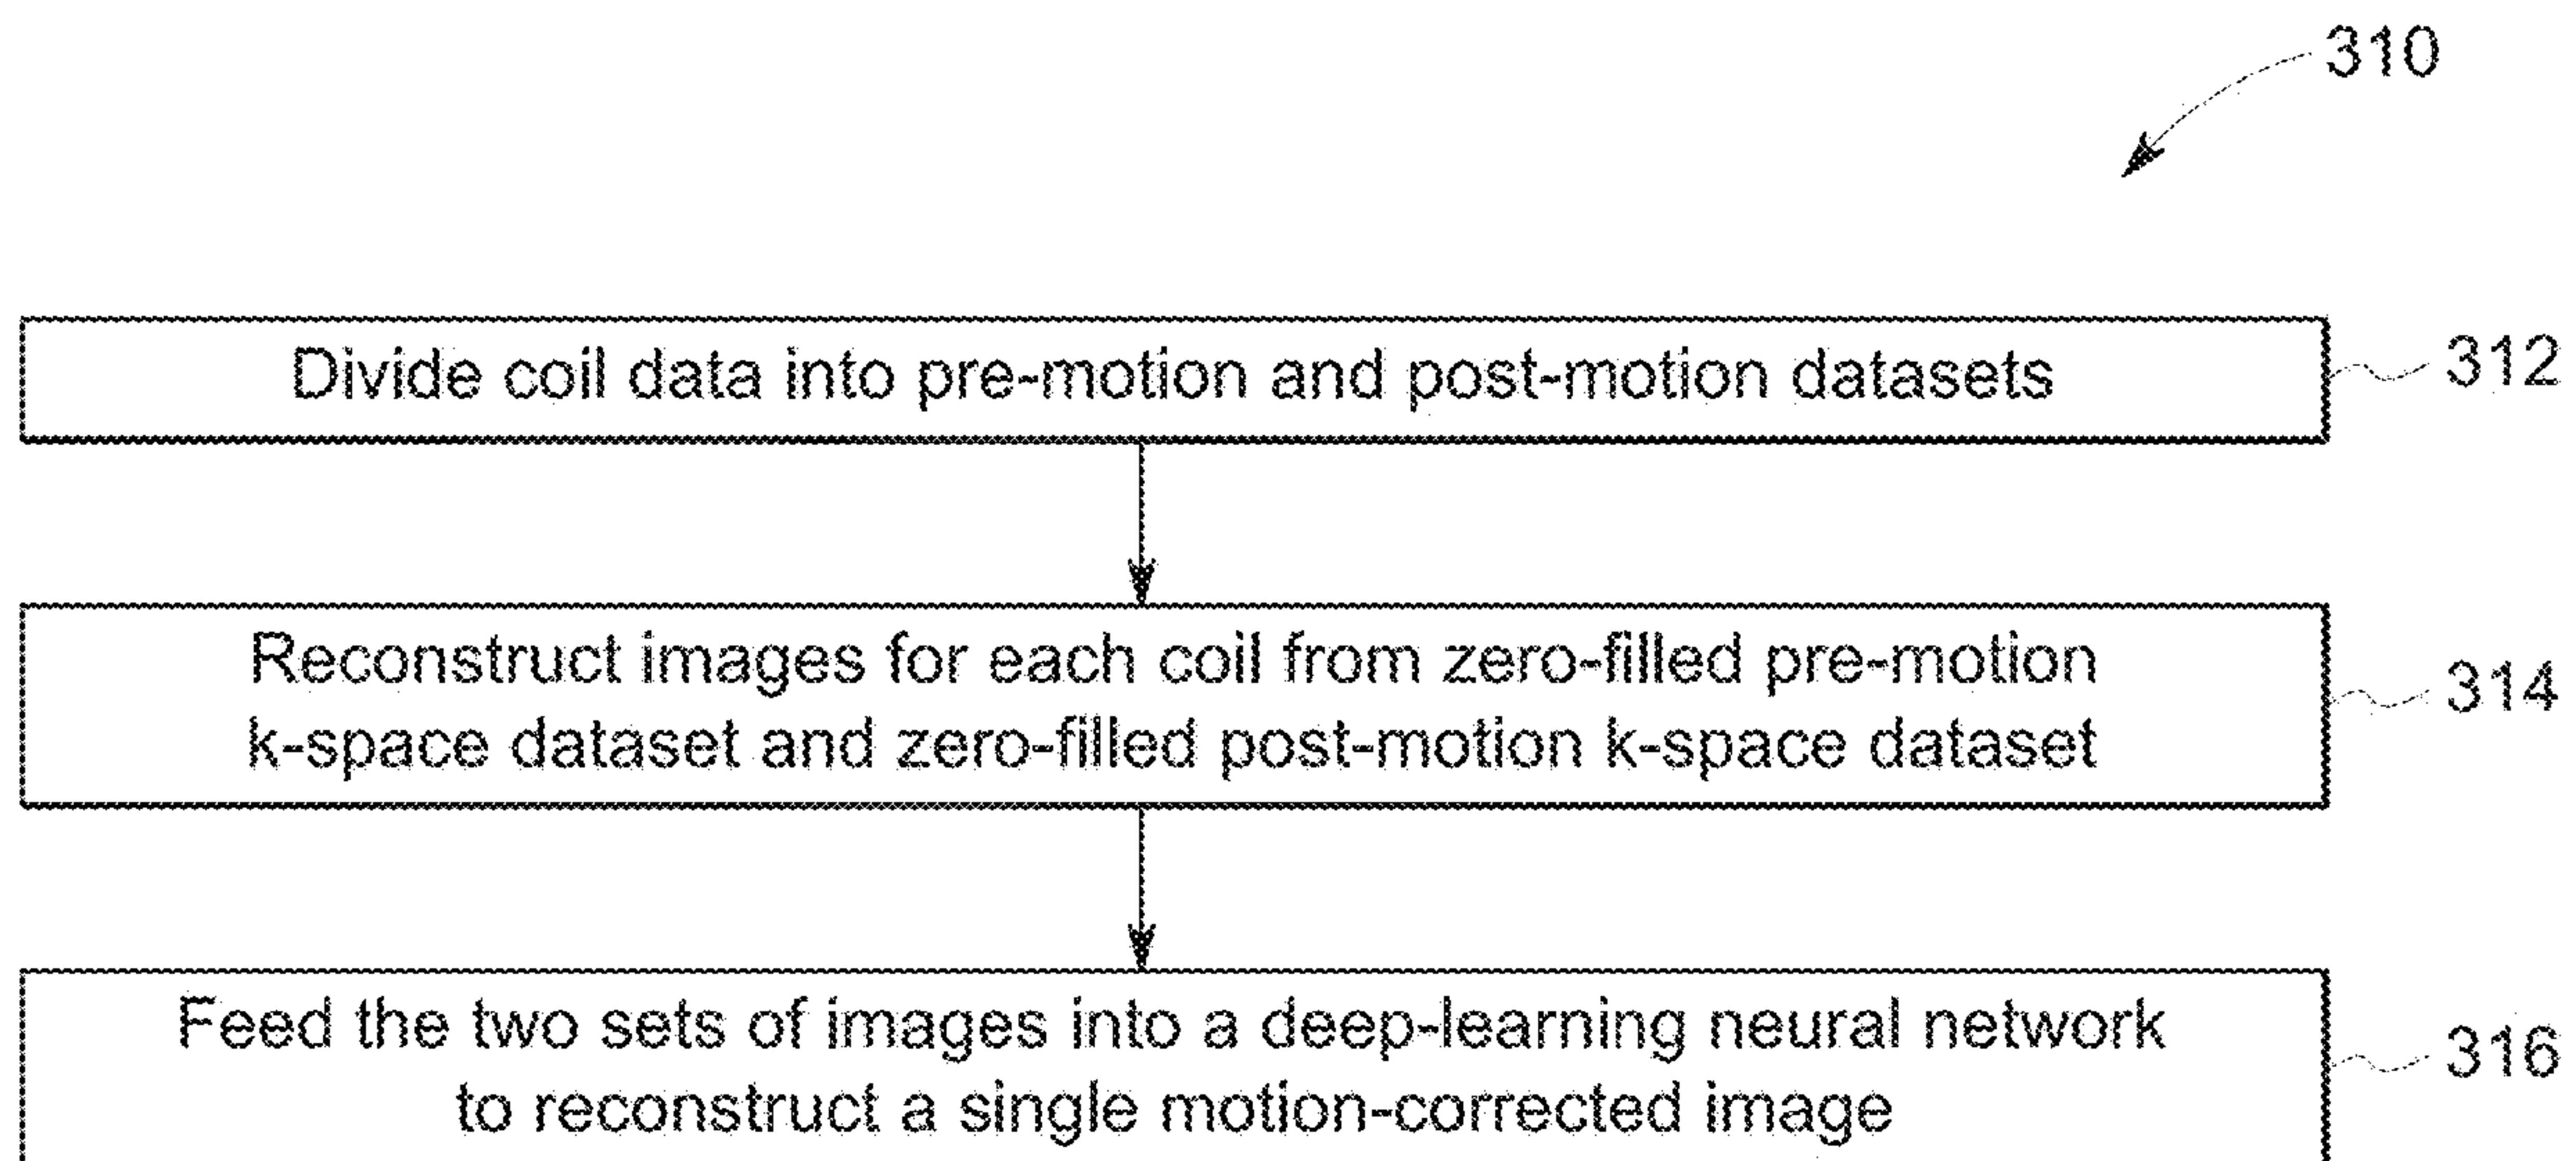 310
Divide coil data into pre-motion and post-motion datasets
312
Reconstruct images for each coil from zero-filled pre-motion
k-space dataset and zero-filled post-motion k-space dataset
314
Feed the two sets of images into a deep-learning neural network
to reconstruct a single motion-corrected image
316